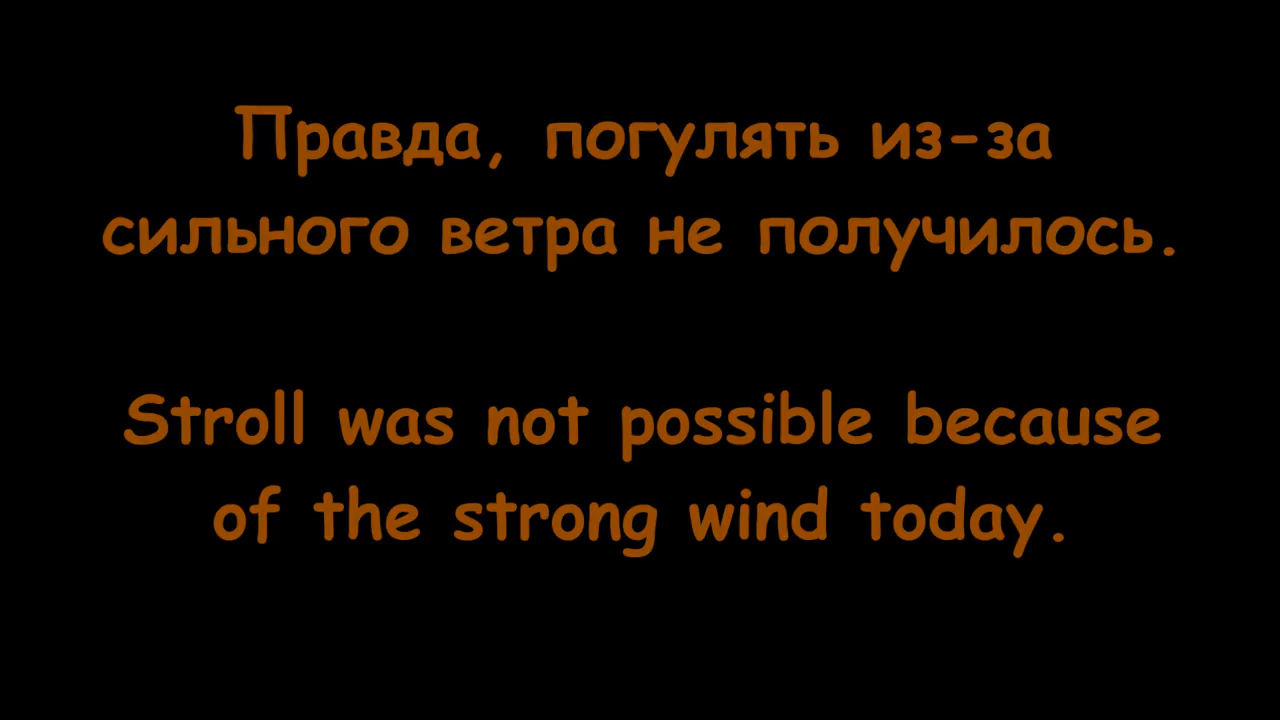 Правда, погулять из-за
сильного ветра не получилось.
Stroll was not possible because
of the strong wind today.